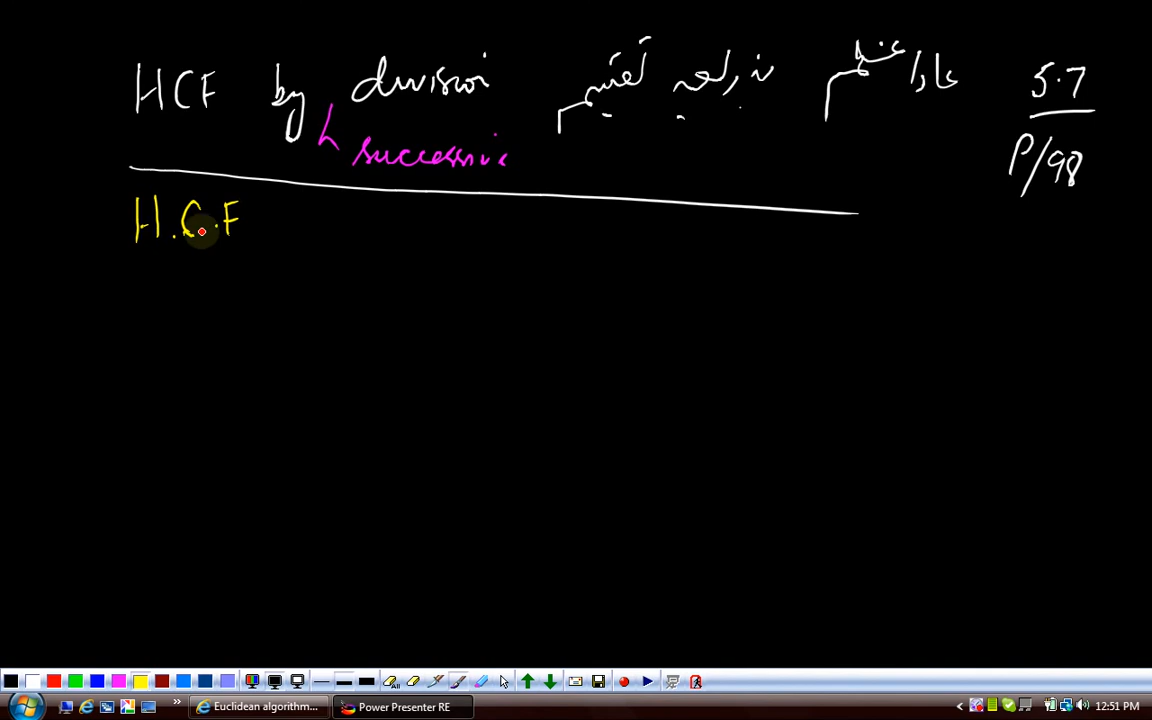 HCF by division عاد اعظم بذریعہ تقسیم 5.7
successive P/98
H.C.F
Euclidean algorithm... Power Presenter RE 12:51 PM